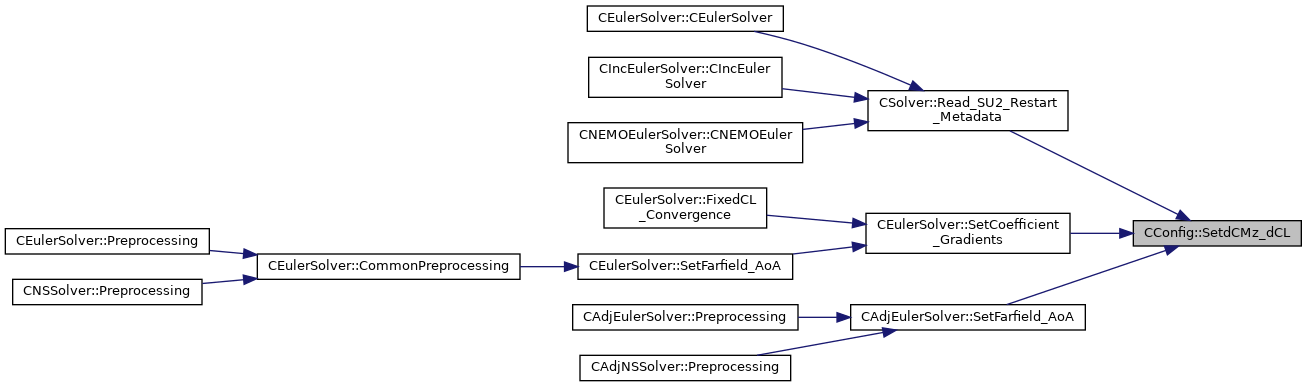 CEulerSolver::CEulerSolver
CIncEulerSolver::CIncEuler
Solver
CSolver::Read_SU2_Restart
_Metadata
CNEMOEulerSolver::CNEMOEuler
Solver
CEulerSolver::FixedCL
_Convergence
CEulerSolver::SetCoefficient
_Gradients
CConfig::SetdCMz_dCL
CEulerSolver::Preprocessing
CEulerSolver::CommonPreprocessing
CEulerSolver::SetFarfield_AoA
CNSSolver::Preprocessing
CAdjEulerSolver::Preprocessing
CAdjEulerSolver::SetFarfield_AoA
CAdjNSSolver::Preprocessing